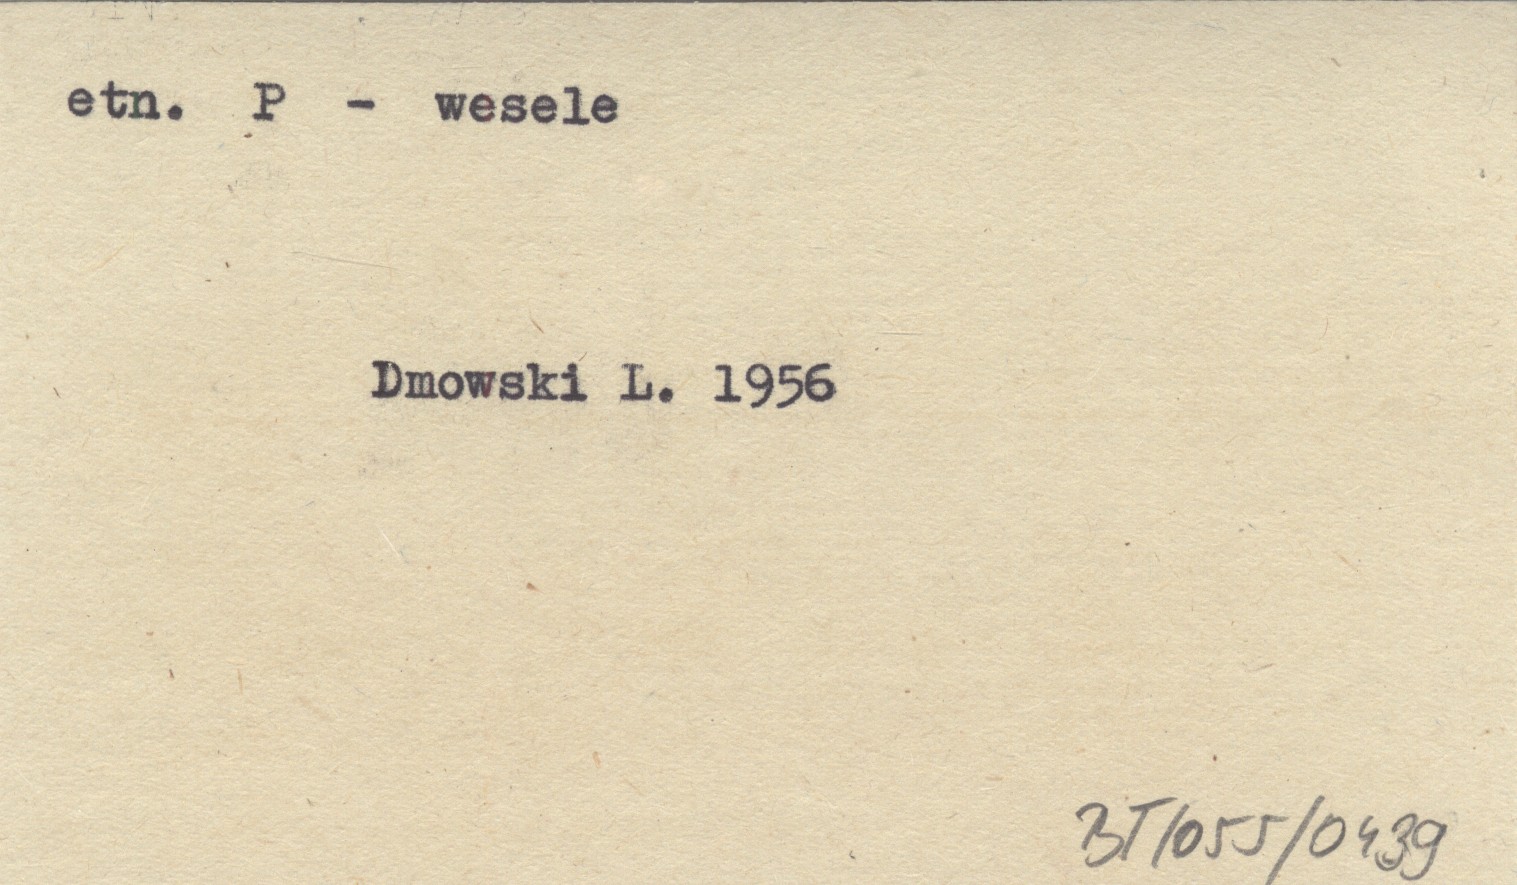 etn. P - wesele
Dmowski L. 1956
BT/055/0439